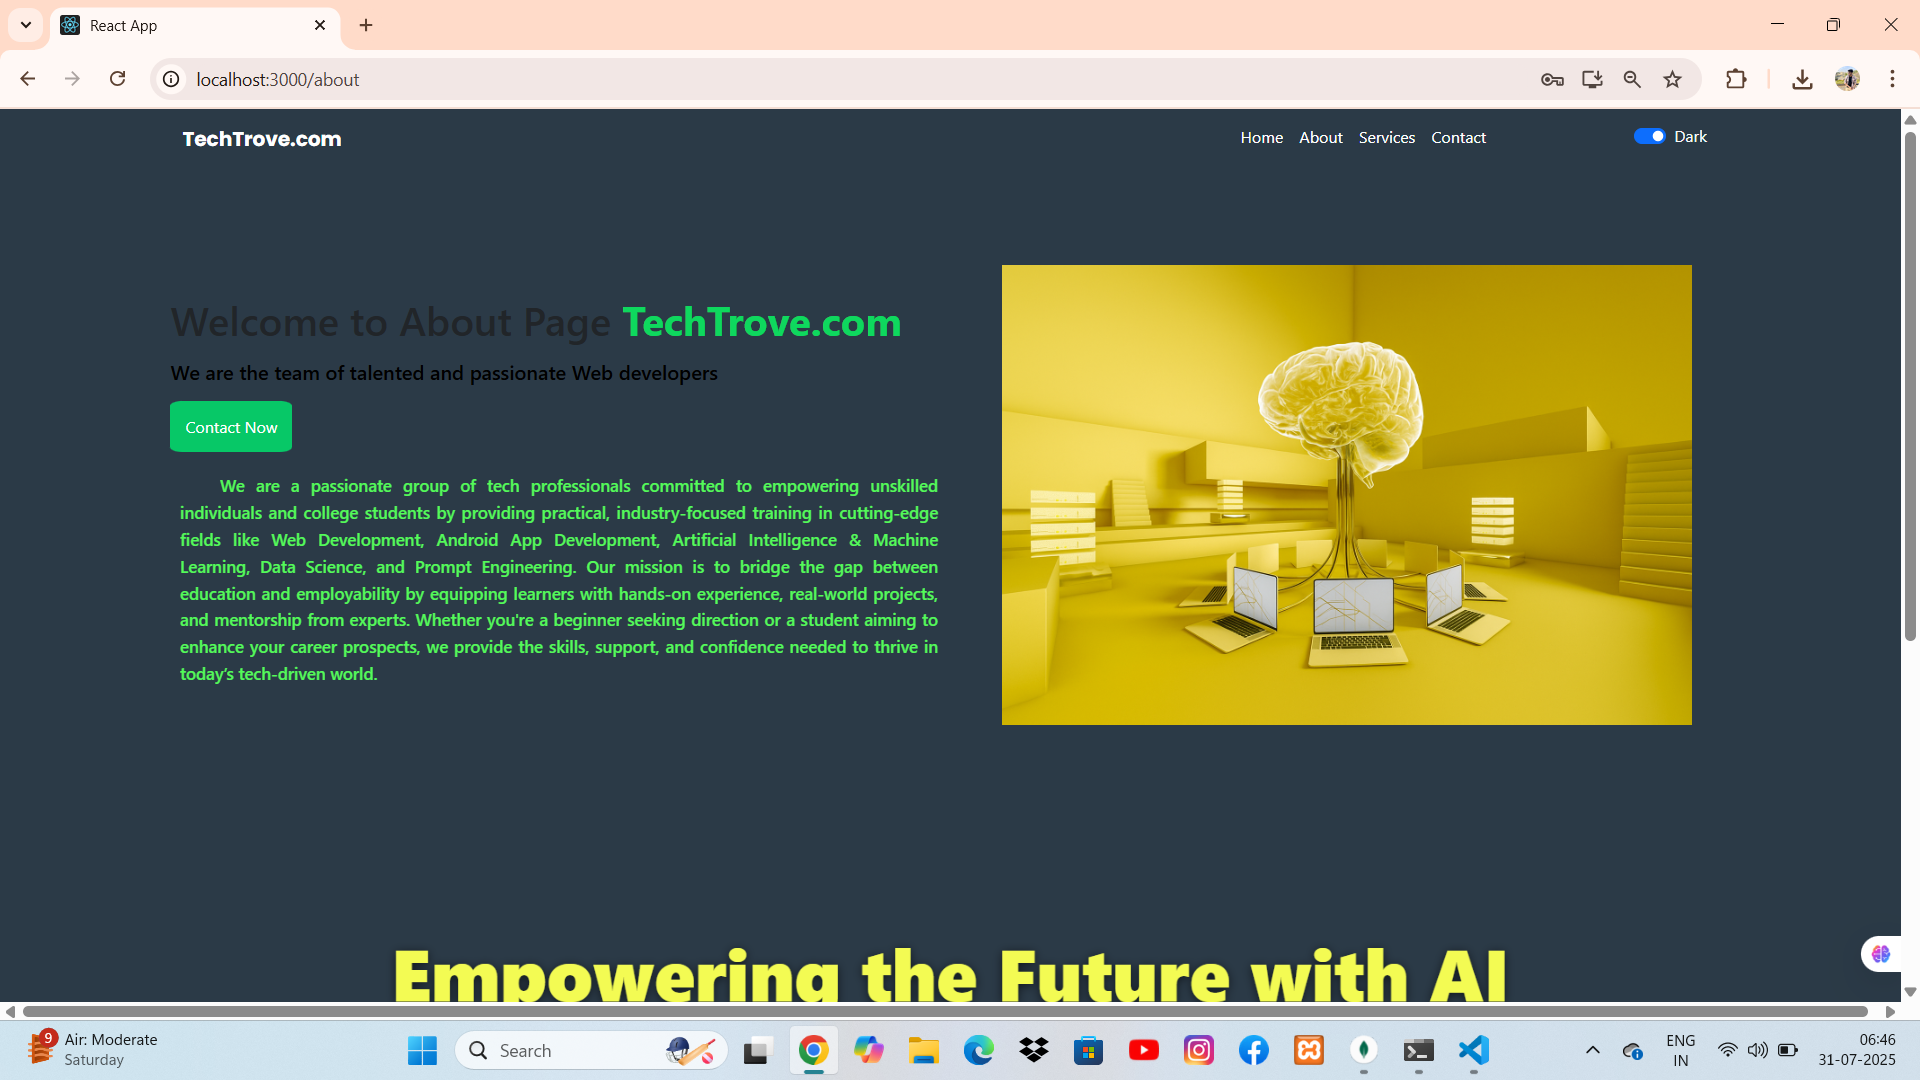 React App
localhost:3000/about
TechTrove.com
Home About Services Contact
Dark
Welcome to About Page TechTrove.com
We are the team of talented and passionate Web developers
Contact Now
We are a passionate group of tech professionals committed to empowering unskilled
individuals and college students by providing practical, industry-focused training in cutting-edge
fields like Web Development, Android App Development, Artificial Intelligence & Machine
Learning, Data Science, and Prompt Engineering. Our mission is to bridge the gap between
education and employability by equipping learners with hands-on experience, real-world projects,
and mentorship from experts. Whether you're a beginner seeking direction or a student aiming to
enhance your career prospects, we provide the skills, support, and confidence needed to thrive in
today’s tech-driven world.
Empowering the Future with AI
9
Air: Moderate
Saturday
Search
ENG
IN
06:46
31-07-2025